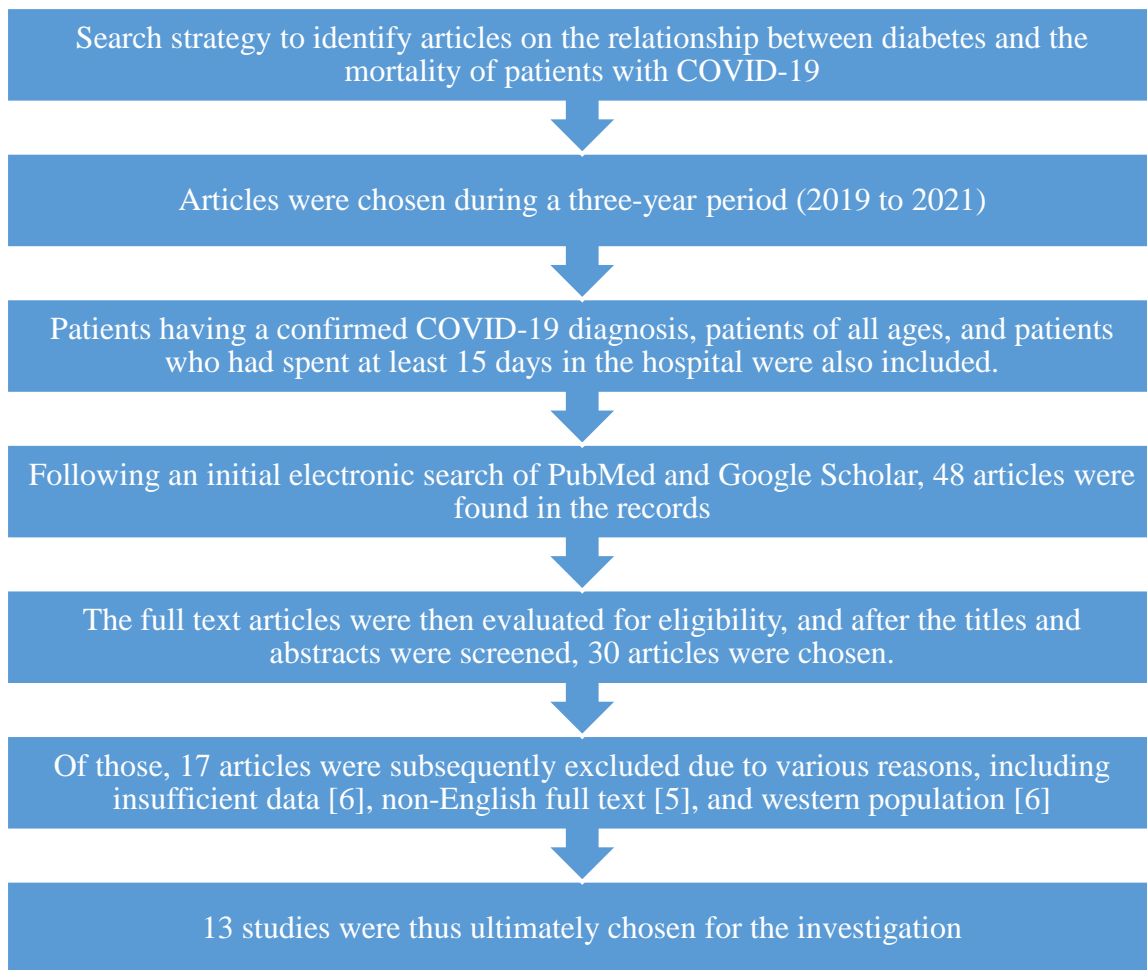 Search strategy to identify articles on the relationship between diabetes and the
mortality of patients with COVID-19
Articles were chosen during a three-year period (2019 to 2021)
Patients having a confirmed COVID-19 diagnosis, patients of all ages, and patients
who had spent at least 15 days in the hospital were also included.
Following an initial electronic search of PubMed and Google Scholar, 48 articles were
found in the records
The full text articles were then evaluated for eligibility, and after the titles and
abstracts were screened, 30 articles were chosen.
Of those, 17 articles were subsequently excluded due to various reasons, including
insufficient data [6], non-English full text [5], and western population [6]
13 studies were thus ultimately chosen for the investigation